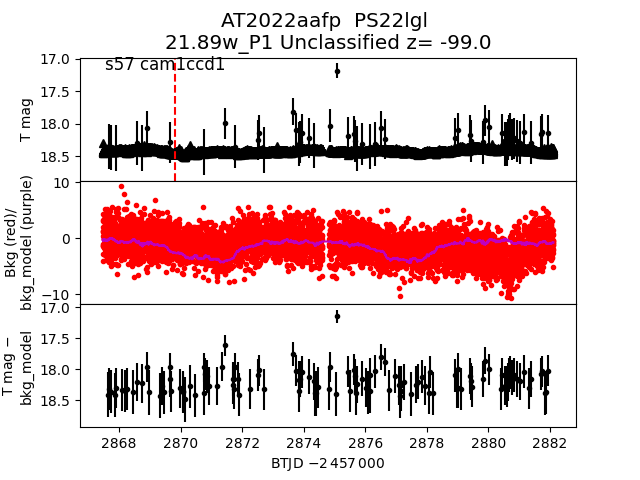 AT2022aafp  PS22lgl
21.89w_P1 Unclassified z= -99.0
s57 cam1ccd1
T mag
17.0
17.5
18.0
18.5
Bkg (red)/
bkg_model (purple)
10
0
−10
T mag −
bkg_model
17.0
17.5
18.0
18.5
2868 2870 2872 2874 2876 2878 2880 2882
BTJD −2 457 000